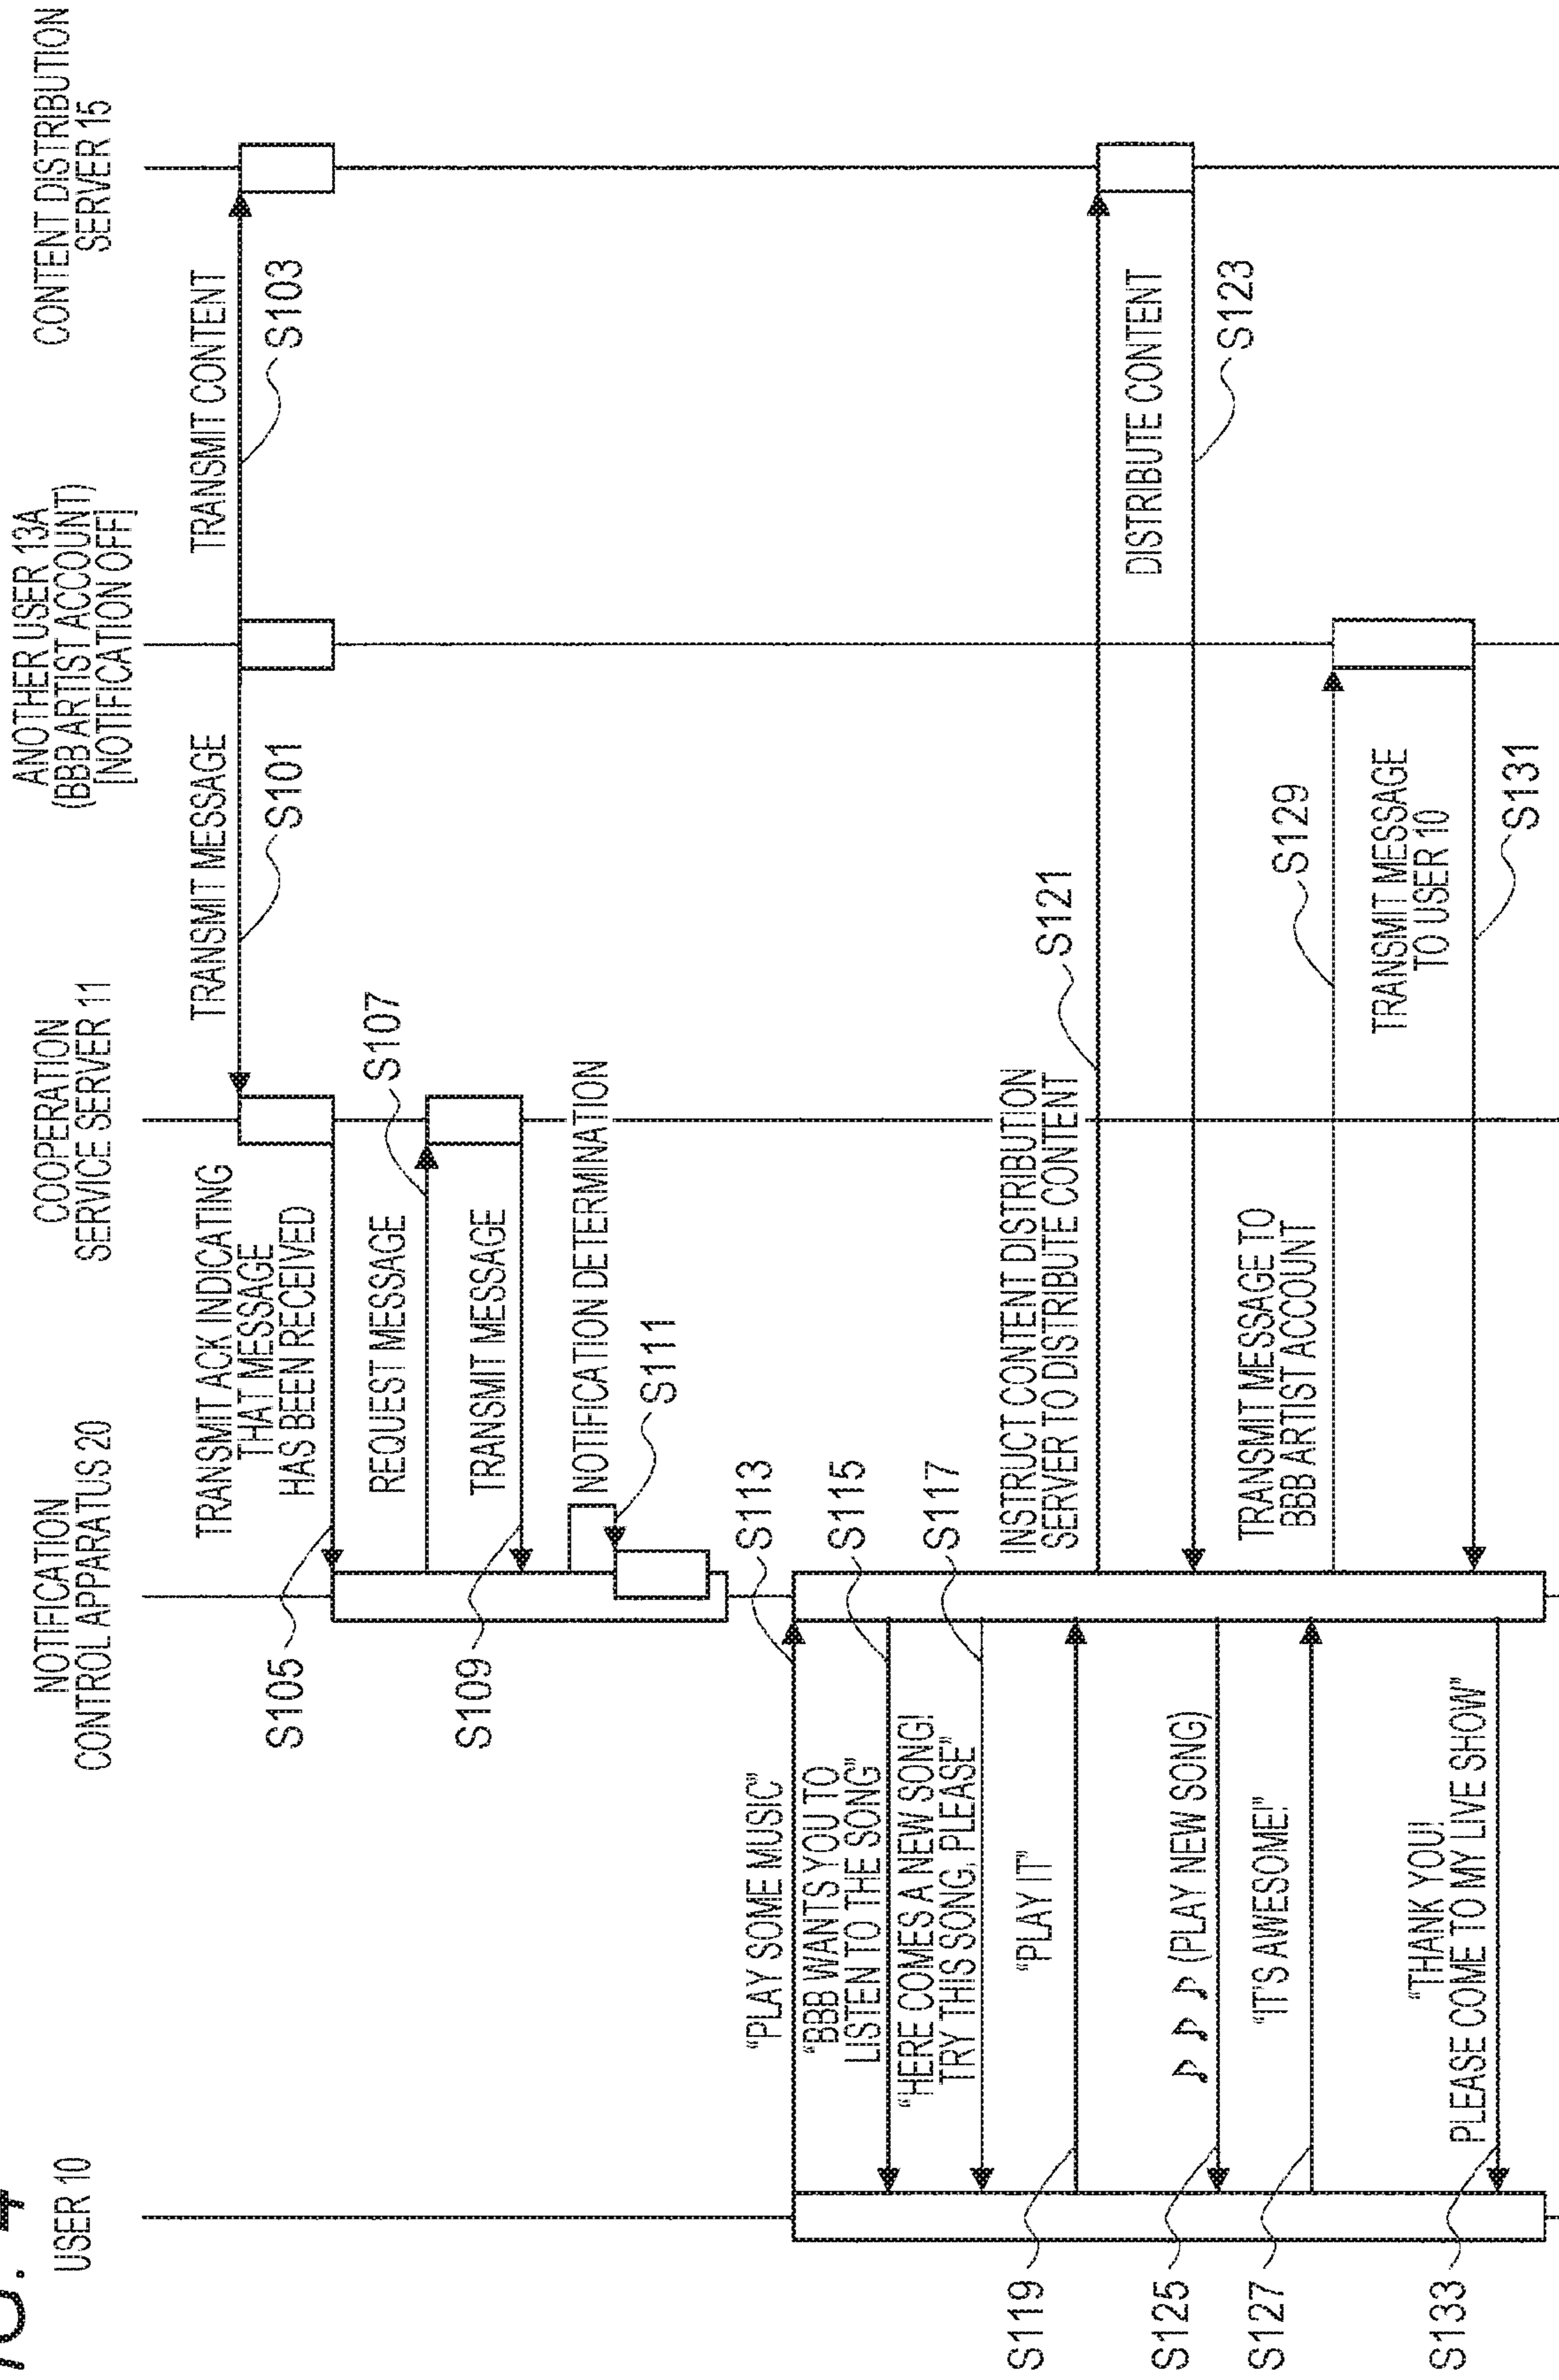 FIG. 4
USER 10
NOTIFICATION
CONTROL APPARATUS 20
COOPERATION
SERVICE SERVER 11
ANOTHER USER 13A
(BBB ARTIST ACCOUNT)
[NOTIFICATION OFF]
CONTENT DISTRIBUTION
SERVER 15
TRANSMIT MESSAGE
S101
TRANSMIT CONTENT
S103
TRANSMIT ACK INDICATING
THAT MESSAGE
HAS BEEN RECEIVED
S105
REQUEST MESSAGE
S107
TRANSMIT MESSAGE
S109
NOTIFICATION DETERMINATION
S111
“PLAY SOME MUSIC”
S113
“BBB WANTS YOU TO
LISTEN TO THE SONG”
S115
“HERE COMES A NEW SONG!
TRY THIS SONG, PLEASE”
S117
“PLAY IT”
S119
INSTRUCT CONTENT DISTRIBUTION
SERVER TO DISTRIBUTE CONTENT
S121
DISTRIBUTE CONTENT
S123
♪ ♪ ♪ (PLAY NEW SONG)
S125
“IT'S AWESOME!”
S127
TRANSMIT MESSAGE TO
BBB ARTIST ACCOUNT
S129
TRANSMIT MESSAGE
TO USER 10
S131
“THANK YOU!
PLEASE COME TO MY LIVE SHOW”
S133